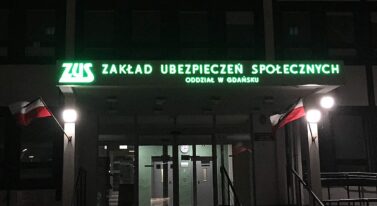 ZUS ZAKŁAD UBEZPIECZEŃ SPOŁECZNYCH
ODDZIAŁ W GDAŃSKU